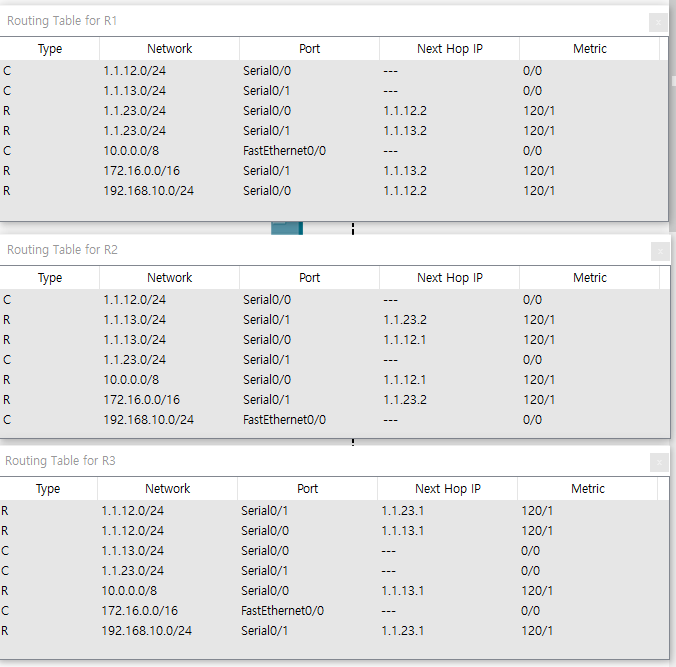 Routing Table for R1
Type Network Port Next Hop IP Metric
C 1.1.12.0/24 Serial0/0 --- 0/0
C 1.1.13.0/24 Serial0/1 --- 0/0
R 1.1.23.0/24 Serial0/0 1.1.12.2 120/1
R 1.1.23.0/24 Serial0/1 1.1.13.2 120/1
C 10.0.0.0/8 FastEthernet0/0 --- 0/0
R 172.16.0.0/16 Serial0/1 1.1.13.2 120/1
R 192.168.10.0/24 Serial0/0 1.1.12.2 120/1
Routing Table for R2
Type Network Port Next Hop IP Metric
C 1.1.12.0/24 Serial0/0 --- 0/0
R 1.1.13.0/24 Serial0/1 1.1.23.2 120/1
R 1.1.13.0/24 Serial0/0 1.1.12.1 120/1
C 1.1.23.0/24 Serial0/1 --- 0/0
R 10.0.0.0/8 Serial0/0 1.1.12.1 120/1
R 172.16.0.0/16 Serial0/1 1.1.23.2 120/1
C 192.168.10.0/24 FastEthernet0/0 --- 0/0
Routing Table for R3
Type Network Port Next Hop IP Metric
R 1.1.12.0/24 Serial0/1 1.1.23.1 120/1
R 1.1.12.0/24 Serial0/0 1.1.13.1 120/1
C 1.1.13.0/24 Serial0/0 --- 0/0
C 1.1.23.0/24 Serial0/1 --- 0/0
R 10.0.0.0/8 Serial0/0 1.1.13.1 120/1
C 172.16.0.0/16 FastEthernet0/0 --- 0/0
R 192.168.10.0/24 Serial0/1 1.1.23.1 120/1